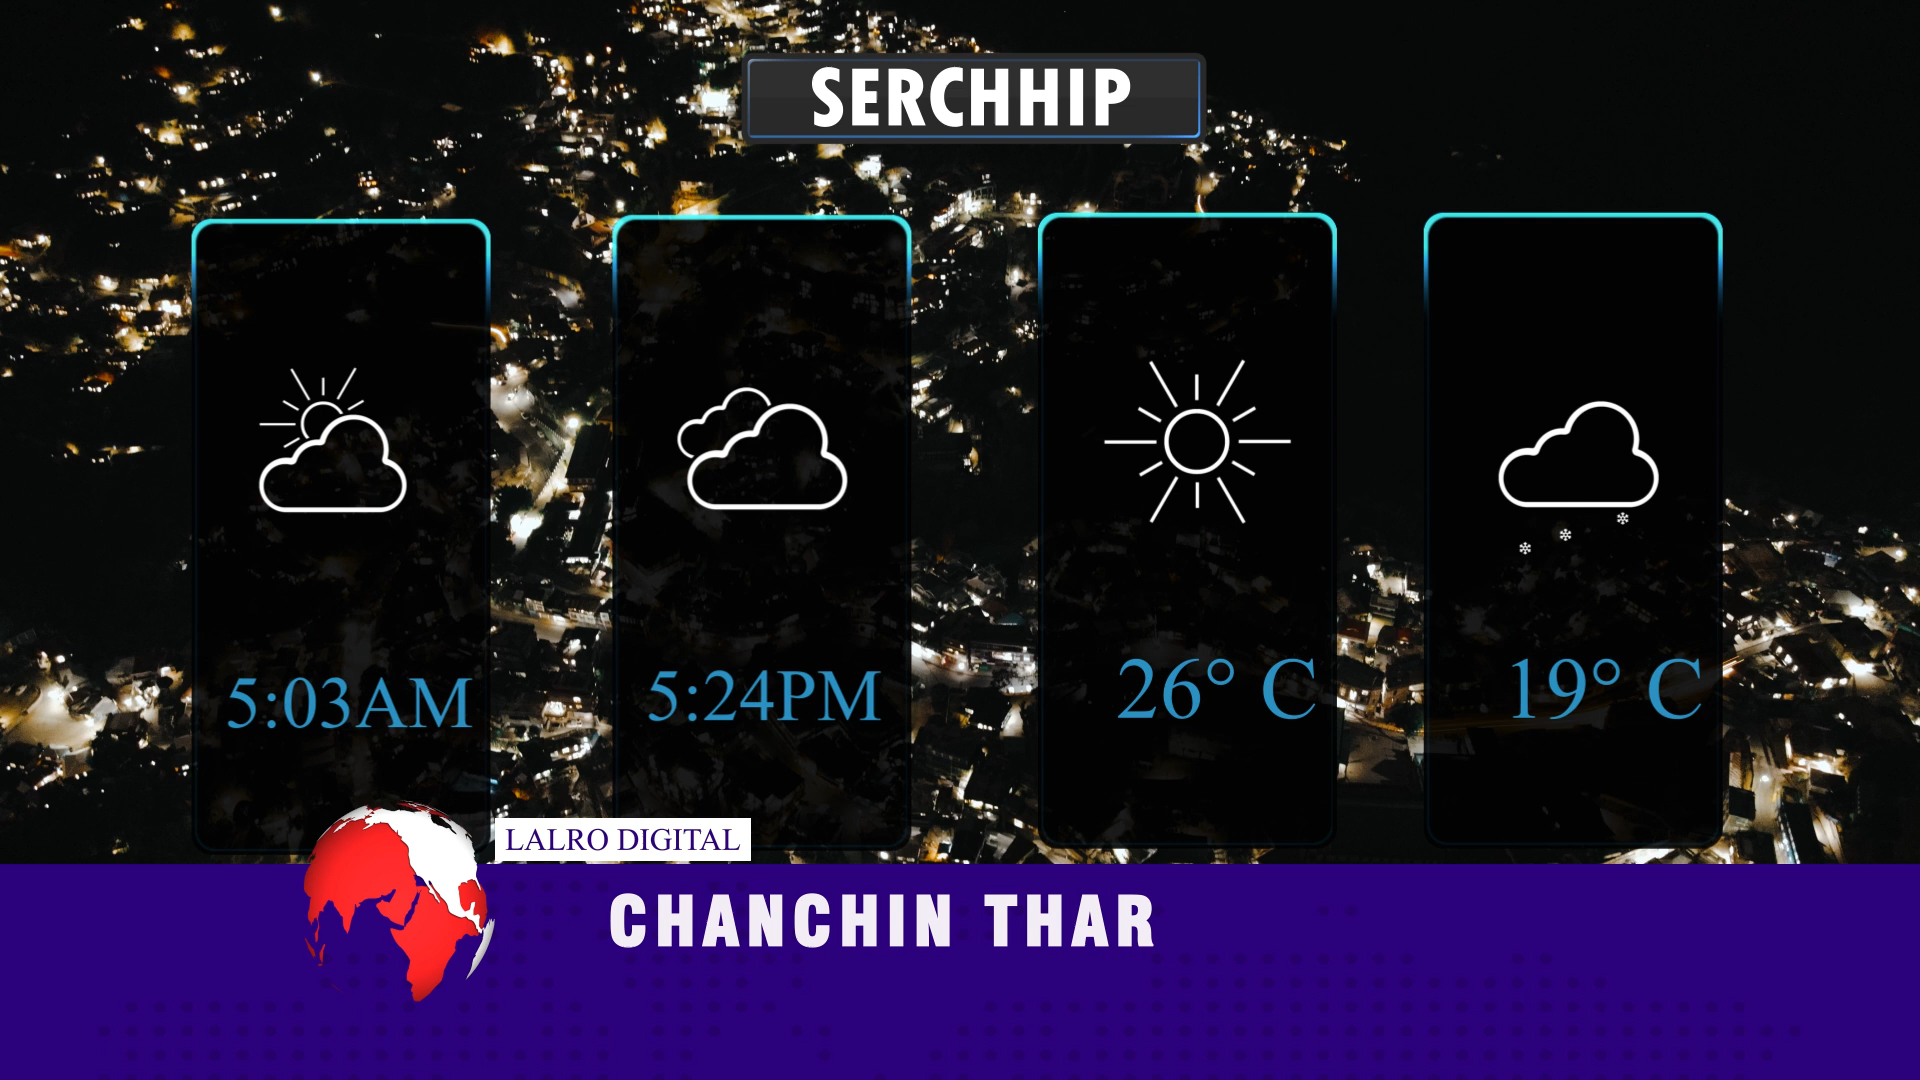 SERCHHIP
5:03AM
5:24PM
26° C
19° C
LALRO DIGITAL
CHANCHIN THAR